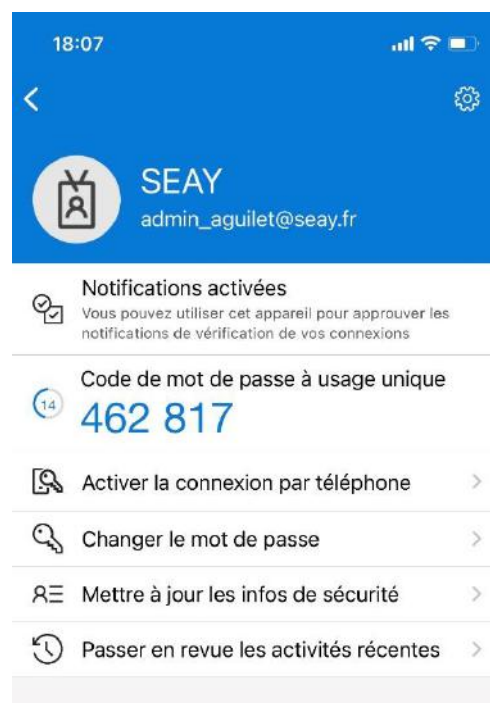 18:07
SEAY
admin_aguilet@seay.fr
Notifications activées
Vous pouvez utiliser cet appareil pour approuver les
notifications de vérification de vos connexions
Code de mot de passe à usage unique
14
462 817
Activer la connexion par téléphone
Changer le mot de passe
Mettre à jour les infos de sécurité
Passer en revue les activités récentes